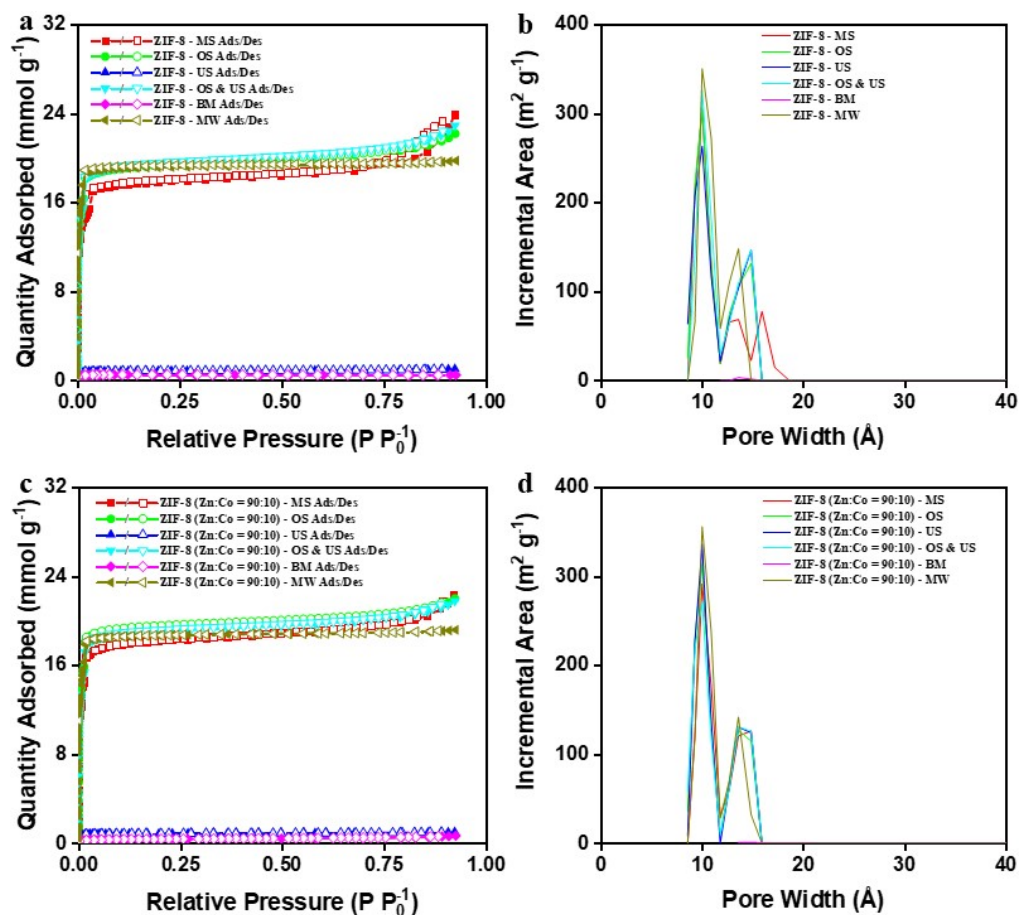 a
32
24
16
8
0
Quantity Adsorbed (mmol g⁻¹)
ZIF-8 - MS Ads/Des
ZIF-8 - OS Ads/Des
ZIF-8 - US Ads/Des
ZIF-8 - OS & US Ads/Des
ZIF-8 - BM Ads/Des
ZIF-8 - MW Ads/Des
0.00 0.25 0.50 0.75 1.00
Relative Pressure (P P₀⁻¹)
b
400
300
200
100
0
Incremental Area (m² g⁻¹)
ZIF-8 - MS
ZIF-8 - OS
ZIF-8 - US
ZIF-8 - OS & US
ZIF-8 - BM
ZIF-8 - MW
0 10 20 30 40
Pore Width (Å)
c
32
24
16
8
0
Quantity Adsorbed (mmol g⁻¹)
ZIF-8 (Zn:Co = 90:10) - MS Ads/Des
ZIF-8 (Zn:Co = 90:10) - OS Ads/Des
ZIF-8 (Zn:Co = 90:10) - US Ads/Des
ZIF-8 (Zn:Co = 90:10) - OS & US Ads/Des
ZIF-8 (Zn:Co = 90:10) - BM Ads/Des
ZIF-8 (Zn:Co = 90:10) - MW Ads/Des
0.00 0.25 0.50 0.75 1.00
Relative Pressure (P P₀⁻¹)
d
400
300
200
100
0
Incremental Area (m² g⁻¹)
ZIF-8 (Zn:Co = 90:10) - MS
ZIF-8 (Zn:Co = 90:10) - OS
ZIF-8 (Zn:Co = 90:10) - US
ZIF-8 (Zn:Co = 90:10) - OS & US
ZIF-8 (Zn:Co = 90:10) - BM
ZIF-8 (Zn:Co = 90:10) - MW
0 10 20 30 40
Pore Width (Å)